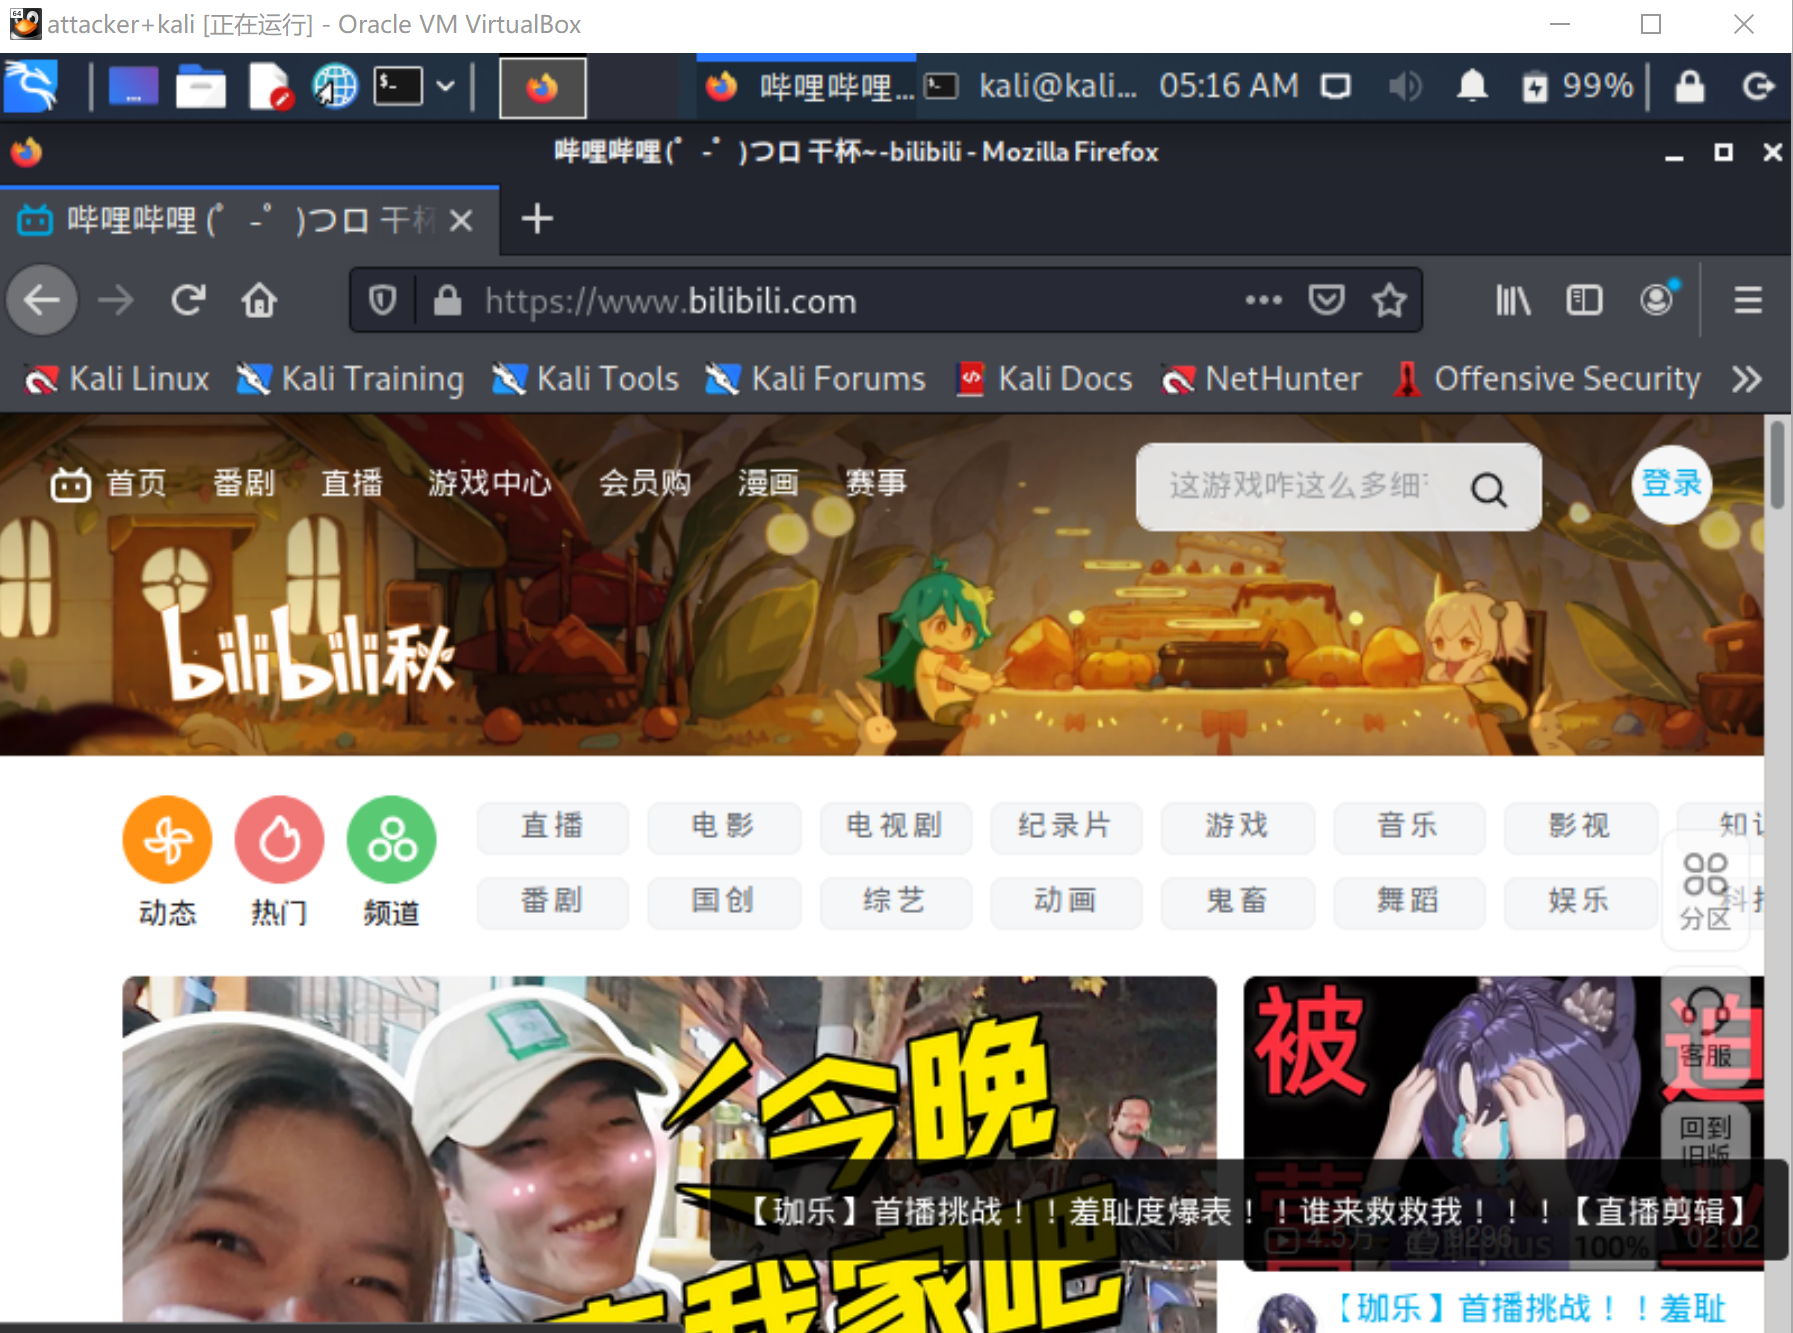 attacker+kali [正在运行] - Oracle VM VirtualBox
哔哩哔哩... kali@kali... 05:16 AM 99%
哔哩哔哩 (゜-゜)つロ 干杯~-bilibili - Mozilla Firefox
哔哩哔哩 (゜-゜)つロ 干杯
https://www.bilibili.com
Kali Linux Kali Training Kali Tools Kali Forums Kali Docs NetHunter Offensive Security
首页 番剧 直播 游戏中心 会员购 漫画 赛事 这游戏咋这么多细 登录
bilibili秋
直播 电影 电视剧 纪录片 游戏 音乐 影视
番剧 国创 综艺 动画 鬼畜 舞蹈 娱乐
动态 热门 频道
分区
客服
回到
旧版
今晚
我家吧
被迫
【珈乐】首播挑战！！羞耻度爆表！！谁来救救我！！！【直播剪辑】
4.5万 9296 02:02
plus 100%
【珈乐】首播挑战！！羞耻